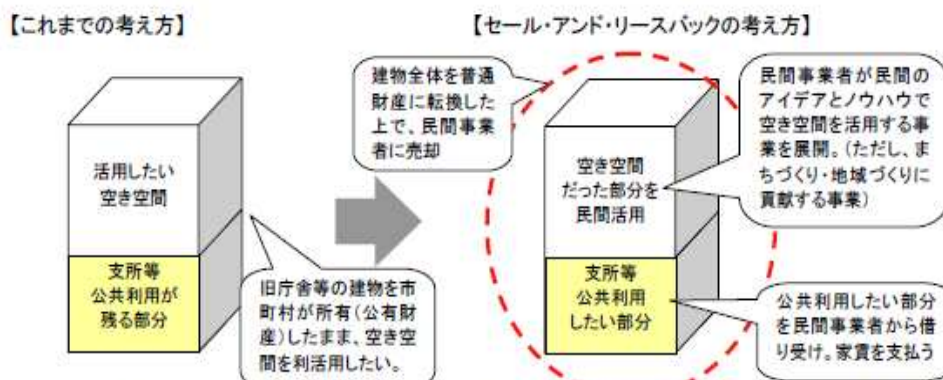 【これまでの考え方】
活用したい
空き空間
支所等
公共利用が
残る部分
旧庁舎等の建物を市
町村が所有(公有財
産)したまま、空き空
間を利活用したい。
【セール・アンド・リースバックの考え方】
建物全体を普通
財産に転換した
上で、民間事業
者に売却
空き空間
だった部分を
民間活用
支所等
公共利用
したい部分
民間事業者が民間の
アイデアとノウハウで
空き空間を活用する事
業を展開。(ただし、ま
ちづくり・地域づくりに
貢献する事業)
公共利用したい部分
を民間事業者から借
り受け。家賃を支払う